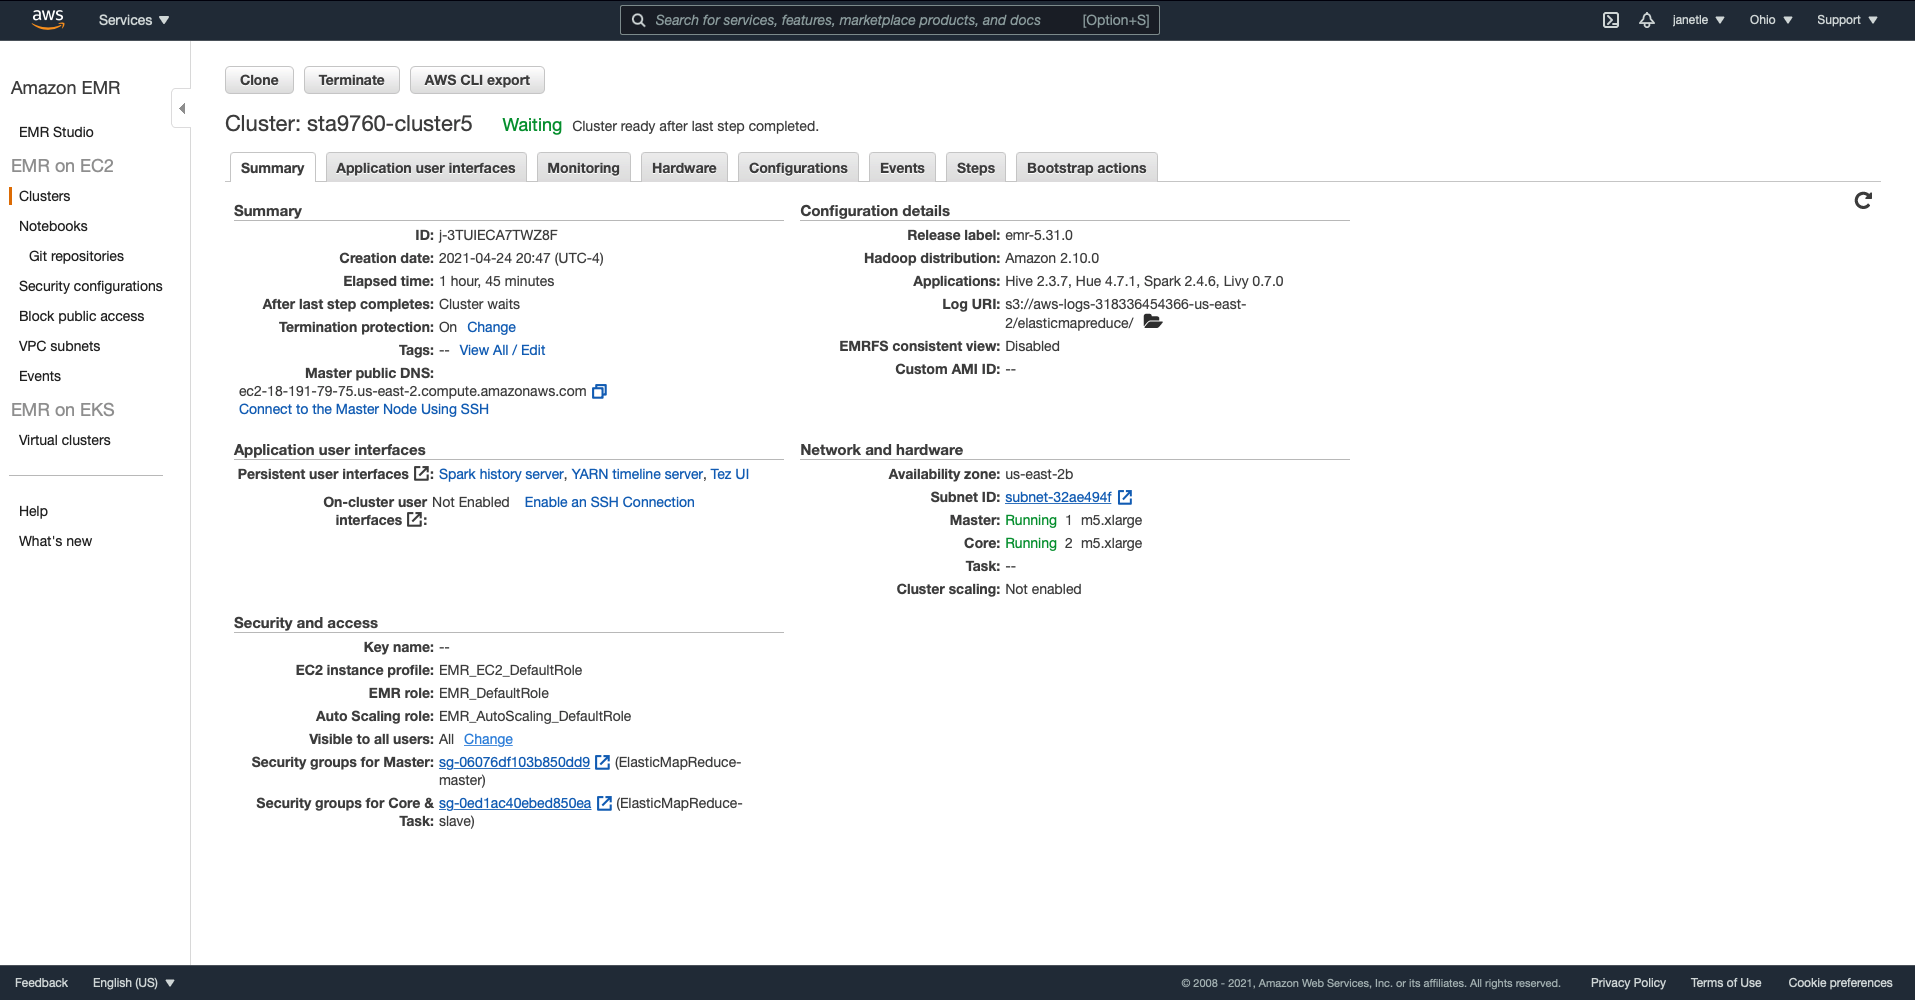 aws
Services
Search for services, features, marketplace products, and docs [Option+S]
janetle
Ohio
Support
Amazon EMR
EMR Studio
EMR on EC2
Clusters
Notebooks
Git repositories
Security configurations
Block public access
VPC subnets
Events
EMR on EKS
Virtual clusters
Help
What's new
Clone
Terminate
AWS CLI export
Cluster: sta9760-cluster5 Waiting Cluster ready after last step completed.
Summary
Application user interfaces
Monitoring
Hardware
Configurations
Events
Steps
Bootstrap actions
Summary
ID: j-3TUIECA7TWZ8F
Creation date: 2021-04-24 20:47 (UTC-4)
Elapsed time: 1 hour, 45 minutes
After last step completes: Cluster waits
Termination protection: On Change
Tags: -- View All / Edit
Master public DNS:
ec2-18-191-79-75.us-east-2.compute.amazonaws.com
Connect to the Master Node Using SSH
Configuration details
Release label: emr-5.31.0
Hadoop distribution: Amazon 2.10.0
Applications: Hive 2.3.7, Hue 4.7.1, Spark 2.4.6, Livy 0.7.0
Log URI: s3://aws-logs-318336454366-us-east-
2/elasticmapreduce/
EMRFS consistent view: Disabled
Custom AMI ID: --
Application user interfaces
Persistent user interfaces : Spark history server, YARN timeline server, Tez UI
On-cluster user Not Enabled Enable an SSH Connection
interfaces :
Network and hardware
Availability zone: us-east-2b
Subnet ID: subnet-32ae494f
Master: Running 1 m5.xlarge
Core: Running 2 m5.xlarge
Task: --
Cluster scaling: Not enabled
Security and access
Key name: --
EC2 instance profile: EMR_EC2_DefaultRole
EMR role: EMR_DefaultRole
Auto Scaling role: EMR_AutoScaling_DefaultRole
Visible to all users: All Change
Security groups for Master: sg-06076df103b850dd9 (ElasticMapReduce-
master)
Security groups for Core & sg-0ed1ac40ebed850ea (ElasticMapReduce-
Task: slave)
Feedback
English (US)
© 2008 - 2021, Amazon Web Services, Inc. or its affiliates. All rights reserved.
Privacy Policy
Terms of Use
Cookie preferences